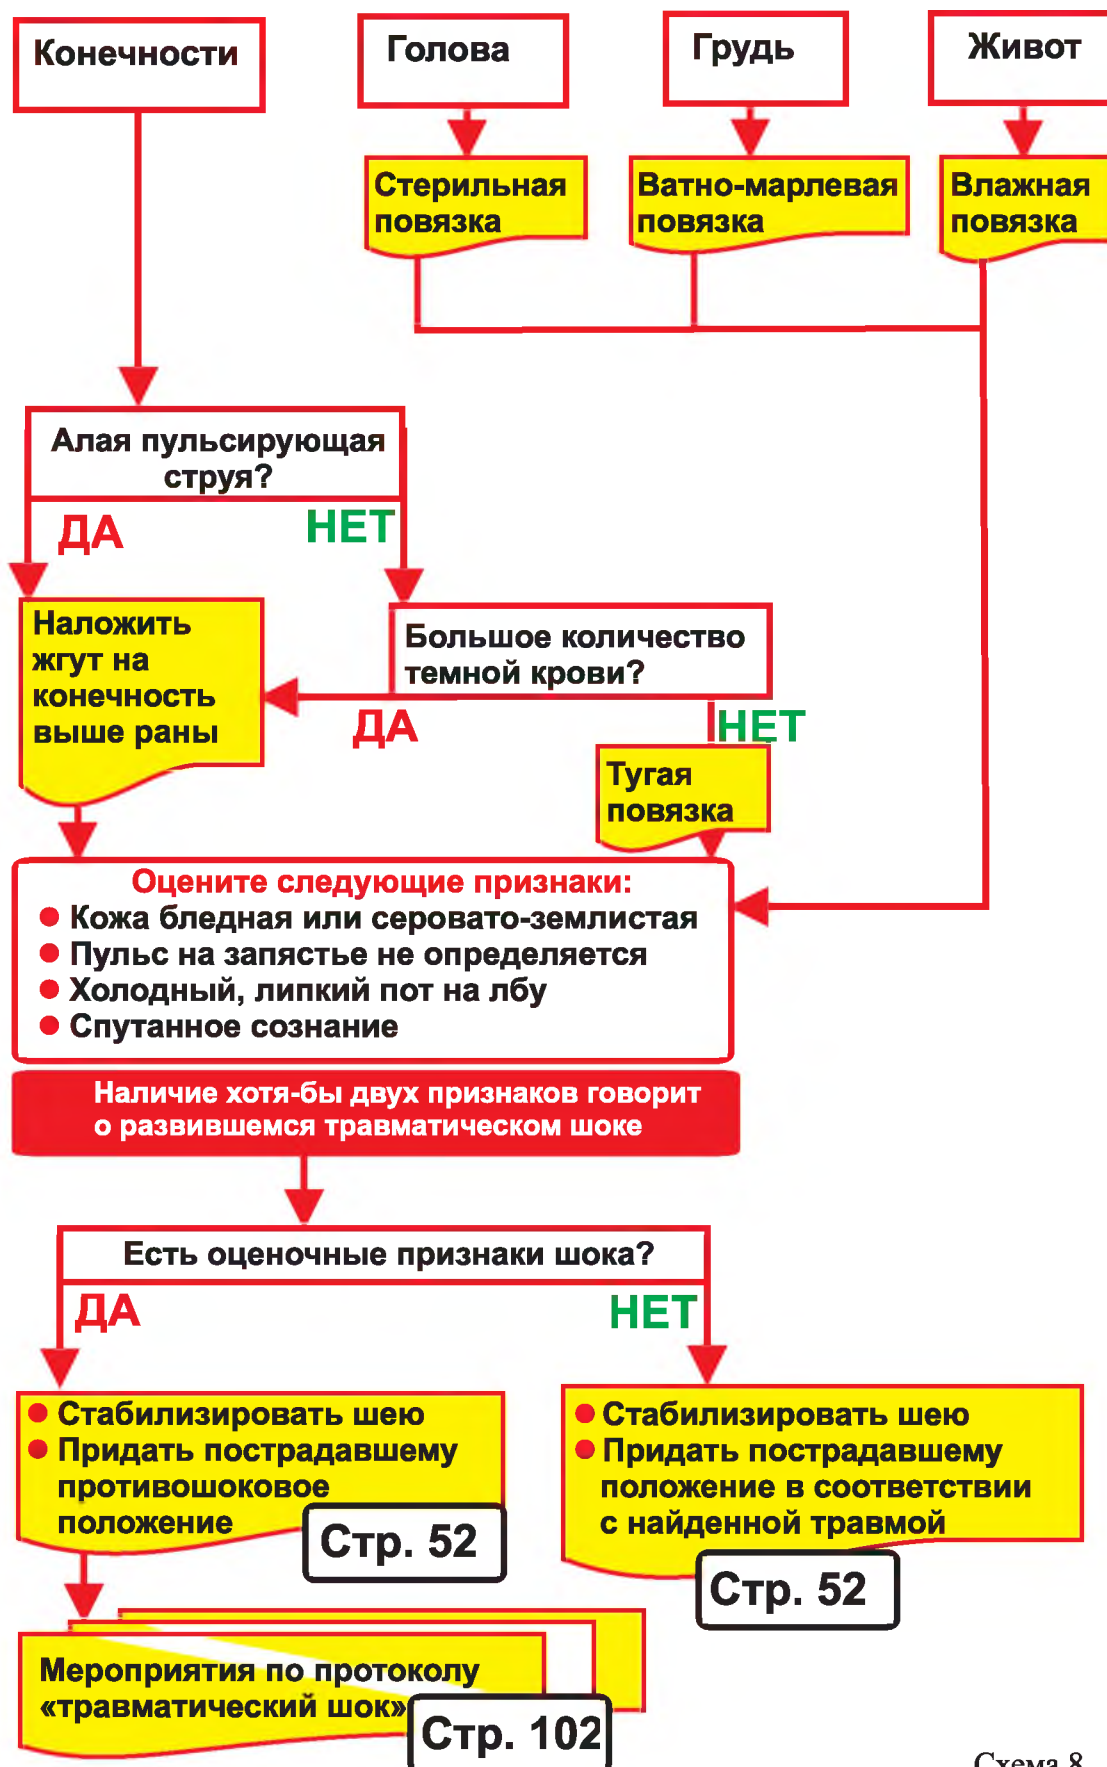 Конечности
Голова
Грудь
Живот
Стерильная
повязка
Ватно-марлевая
повязка
Влажная
повязка
Алая пульсирующая
струя?
ДА
НЕТ
Наложить
жгут на
конечность
выше раны
Большое количество
темной крови?
ДА
НЕТ
Тугая
повязка
Оцените следующие признаки:
Кожа бледная или серовато-землистая
Пульс на запястье не определяется
Холодный, липкий пот на лбу
Спутанное сознание
Наличие хотя-бы двух признаков говорит
о развившемся травматическом шоке
Есть оценочные признаки шока?
ДА
НЕТ
Стабилизировать шею
Придать пострадавшему
противошоковое
положение
Стр. 52
Стабилизировать шею
Придать пострадавшему
положение в соответствии
с найденной травмой
Стр. 52
Мероприятия по протоколу
«травматический шок»
Стр. 102
Схема 8